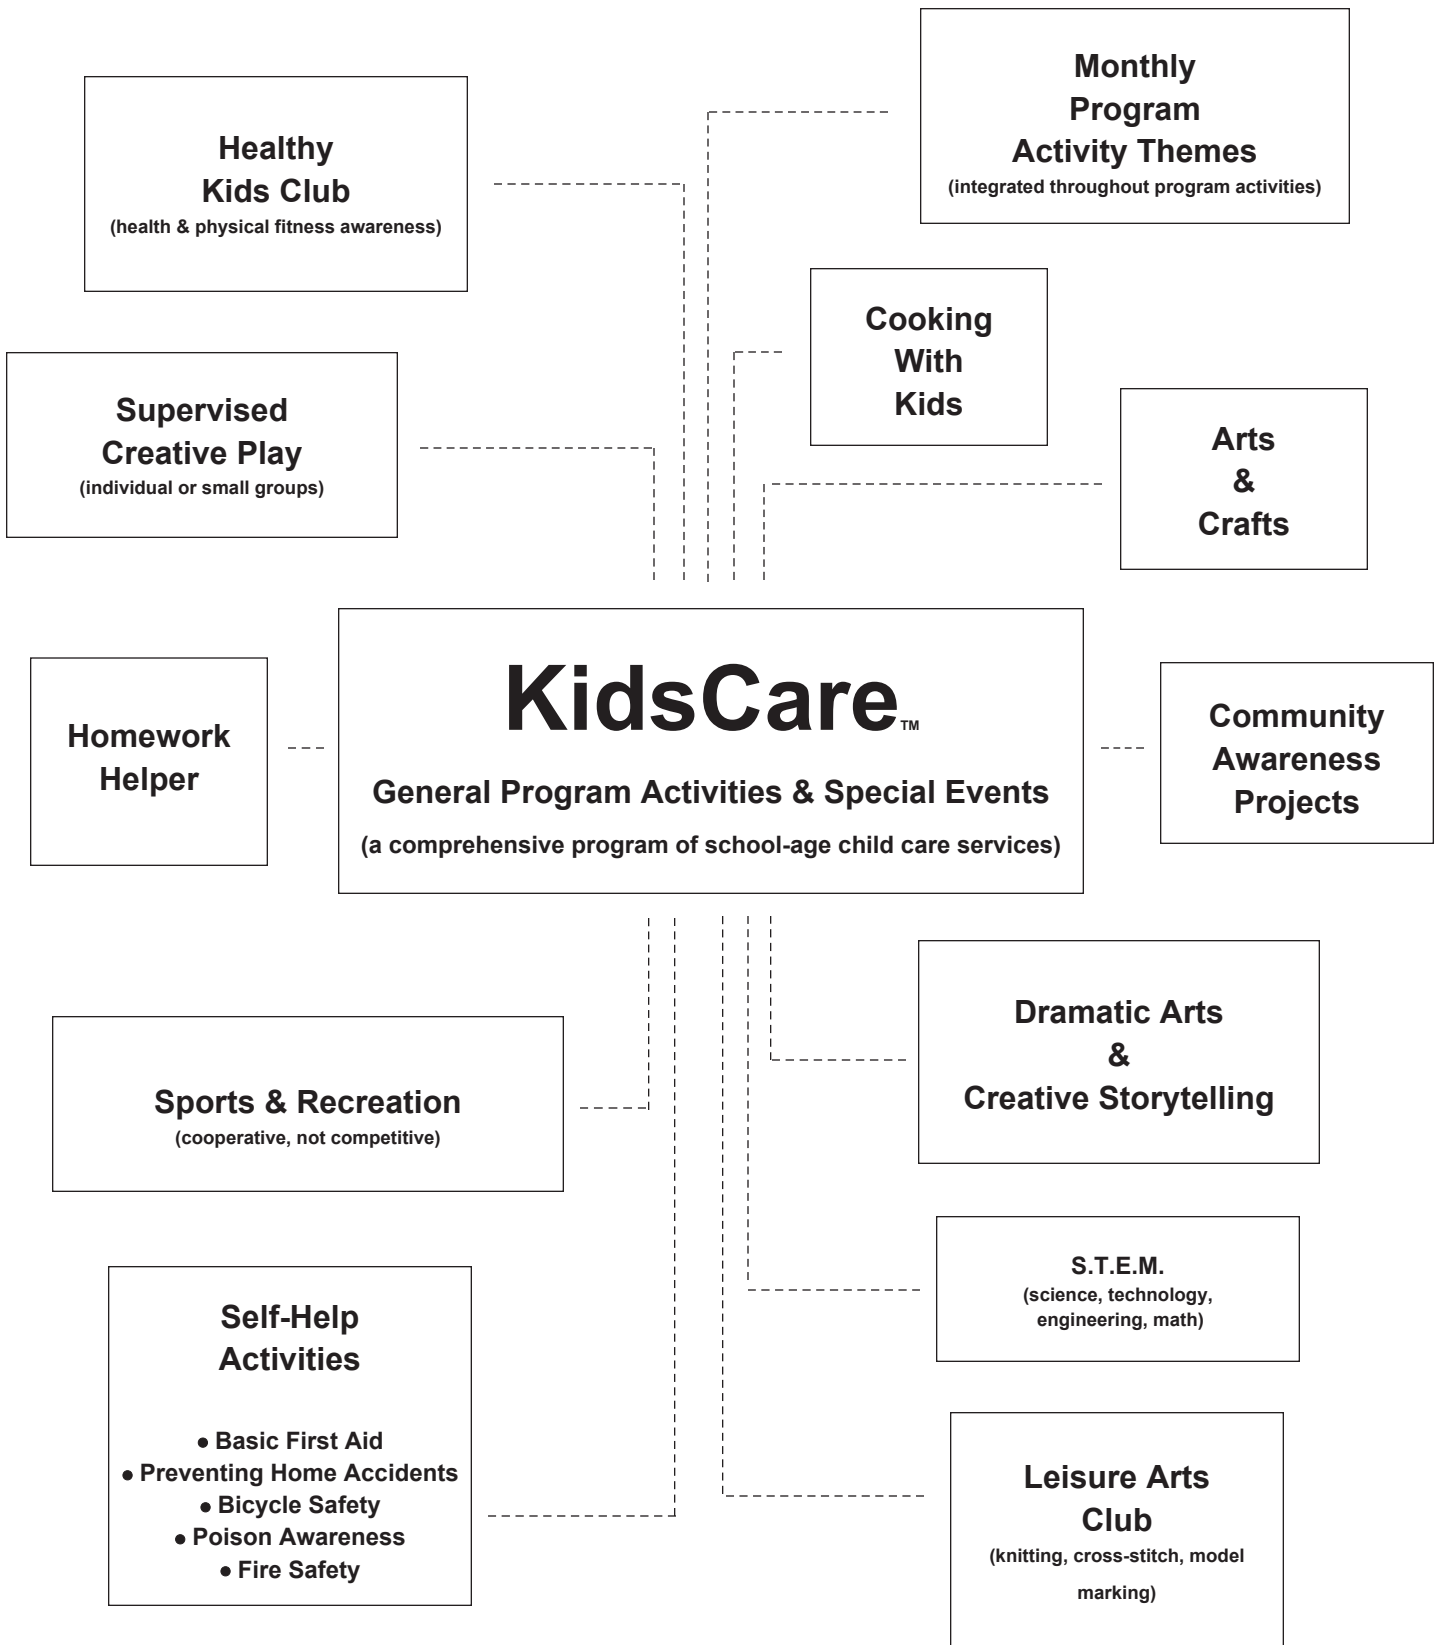 Monthly
Program
Activity Themes
(integrated throughout program activities)
Healthy
Kids Club
(health & physical fitness awareness)
Cooking
With
Kids
Supervised
Creative Play
(individual or small groups)
Arts
&
Crafts
KidsCare™
General Program Activities & Special Events
(a comprehensive program of school-age child care services)
Homework
Helper
Community
Awareness
Projects
Dramatic Arts
&
Creative Storytelling
Sports & Recreation
(cooperative, not competitive)
S.T.E.M.
(science, technology,
engineering, math)
Self-Help
Activities
● Basic First Aid
● Preventing Home Accidents
● Bicycle Safety
● Poison Awareness
● Fire Safety
Leisure Arts
Club
(knitting, cross-stitch, model
marking)